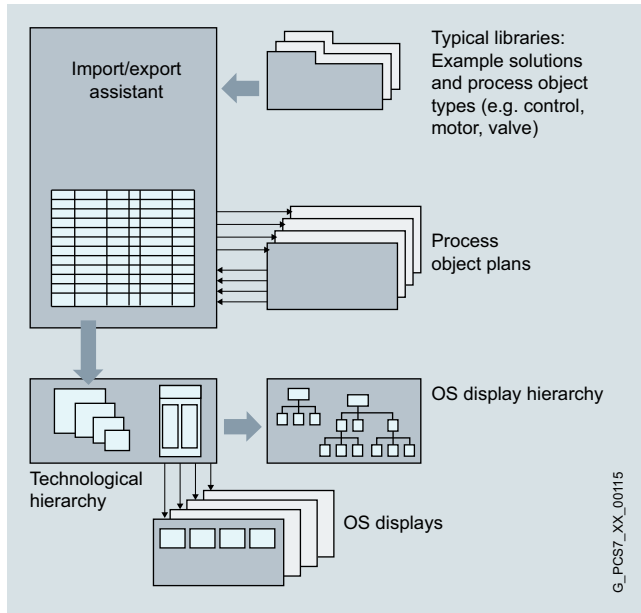 Import/export
assistant
Typical libraries:
Example solutions
and process object
types (e.g. control,
motor, valve)
Process
object plans
OS display hierarchy
Technological
hierarchy
OS displays
G_PCS7_XX_00115